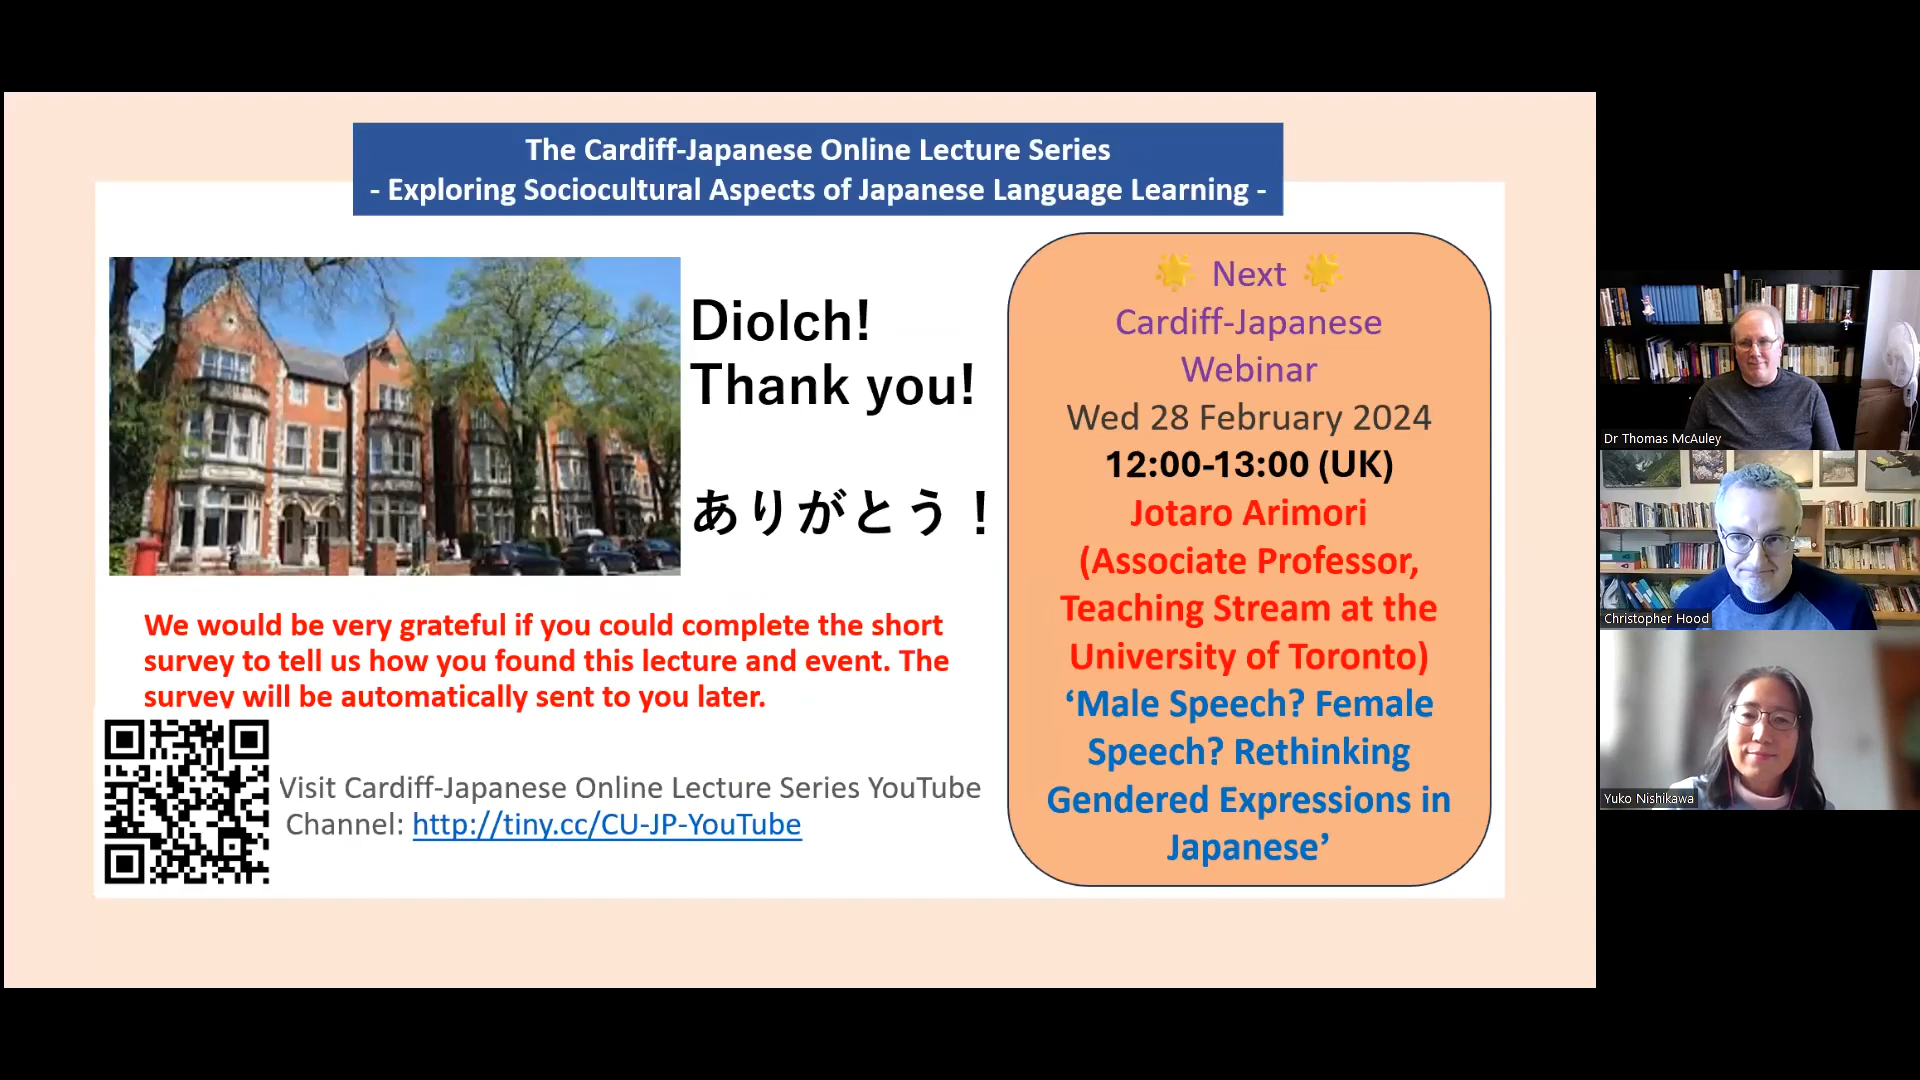 The Cardiff-Japanese Online Lecture Series
- Exploring Sociocultural Aspects of Japanese Language Learning -
Diolch!
Thank you!
ありがとう！
We would be very grateful if you could complete the short
survey to tell us how you found this lecture and event. The
survey will be automatically sent to you later.
Visit Cardiff-Japanese Online Lecture Series YouTube
Channel: http://tiny.cc/CU-JP-YouTube
🌟 Next 🌟
Cardiff-Japanese
Webinar
Wed 28 February 2024
12:00-13:00 (UK)
Jotaro Arimori
(Associate Professor,
Teaching Stream at the
University of Toronto)
‘Male Speech? Female
Speech? Rethinking
Gendered Expressions in
Japanese’
Dr Thomas McAuley
Christopher Hood
Yuko Nishikawa